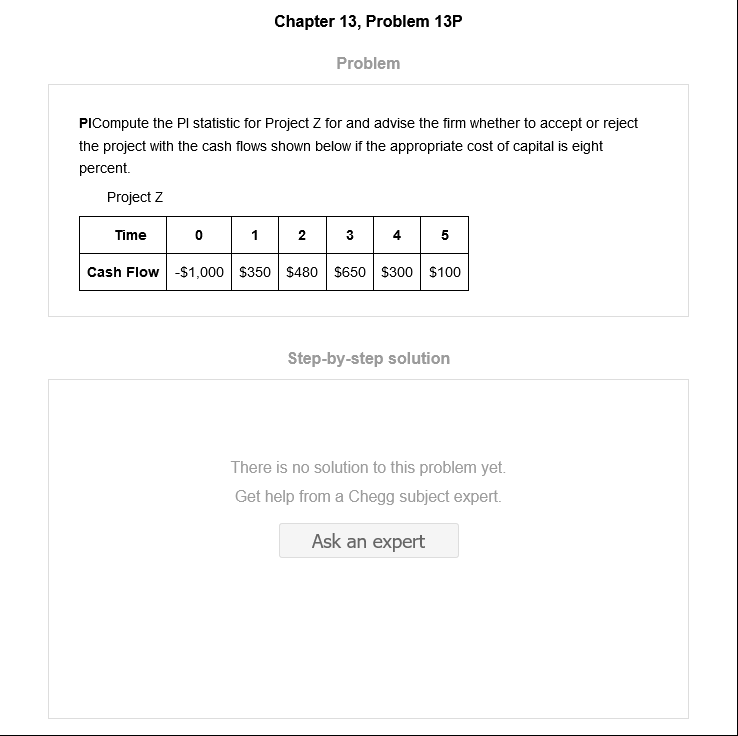 Chapter 13, Problem 13P
Problem
PICompute the PI statistic for Project Z for and advise the firm whether to accept or reject
the project with the cash flows shown below if the appropriate cost of capital is eight
percent.
Project Z
Time 0 1 2 3 4 5
Cash Flow -$1,000 $350 $480 $650 $300 $100
Step-by-step solution
There is no solution to this problem yet.
Get help from a Chegg subject expert.
Ask an expert